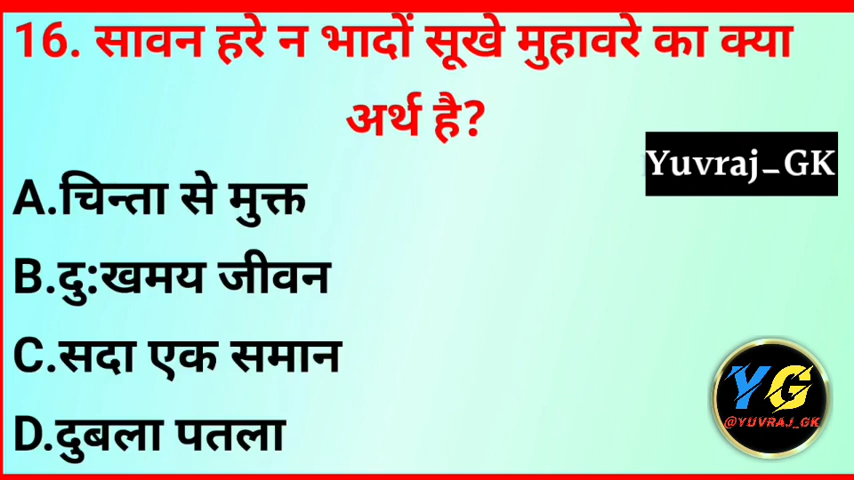 16. सावन हरे न भादों सूखे मुहावरे का क्या
अर्थ है?
Yuvraj_GK
A.चिन्ता से मुक्त
B.दु:खमय जीवन
C.सदा एक समान
D.दुबला पतला
YG
@YUVRAJ_GK